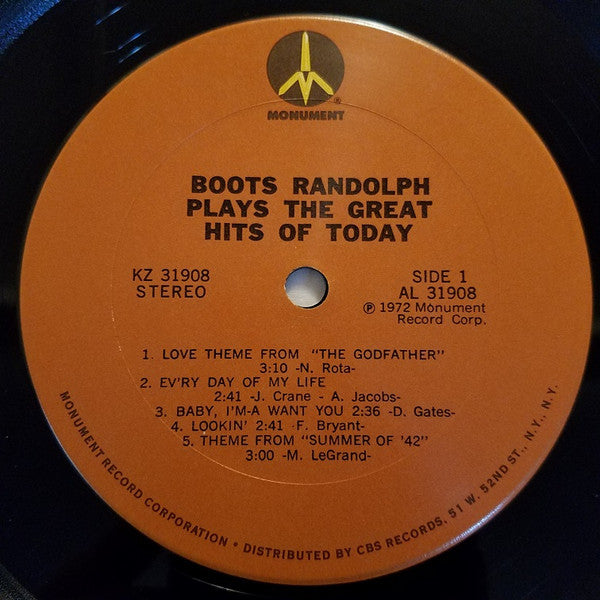 ®
MONUMENT
BOOTS RANDOLPH
PLAYS THE GREAT
HITS OF TODAY
KZ 31908
STEREO
SIDE 1
AL 31908
℗ 1972 Monument
Record Corp.
1. LOVE THEME FROM "THE GODFATHER"
3:10 -N. Rota-
2. EV'RY DAY OF MY LIFE
2:41 -J. Crane - A. Jacobs-
3. BABY, I'M-A WANT YOU 2:36 -D. Gates-
4. LOOKIN' 2:41 -F. Bryant-
5. THEME FROM "SUMMER OF '42"
3:00 -M. LeGrand-
MONUMENT RECORD CORPORATION • DISTRIBUTED BY CBS RECORDS, 51 W. 52ND ST., N.Y., N.Y.